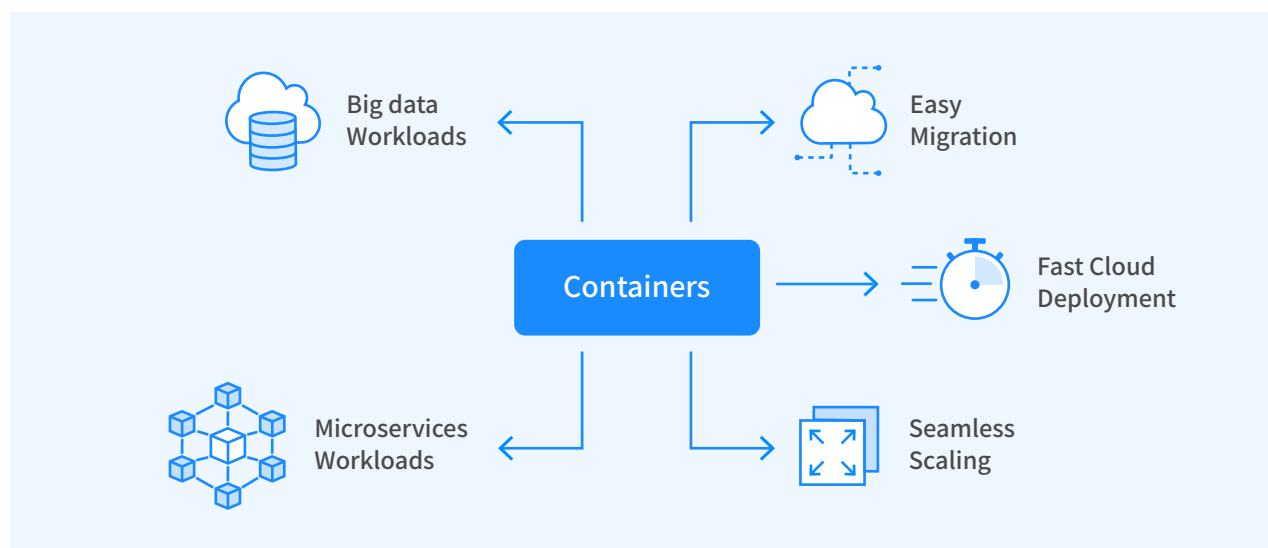 Big data
Workloads
Easy
Migration
Containers
Fast Cloud
Deployment
Microservices
Workloads
Seamless
Scaling